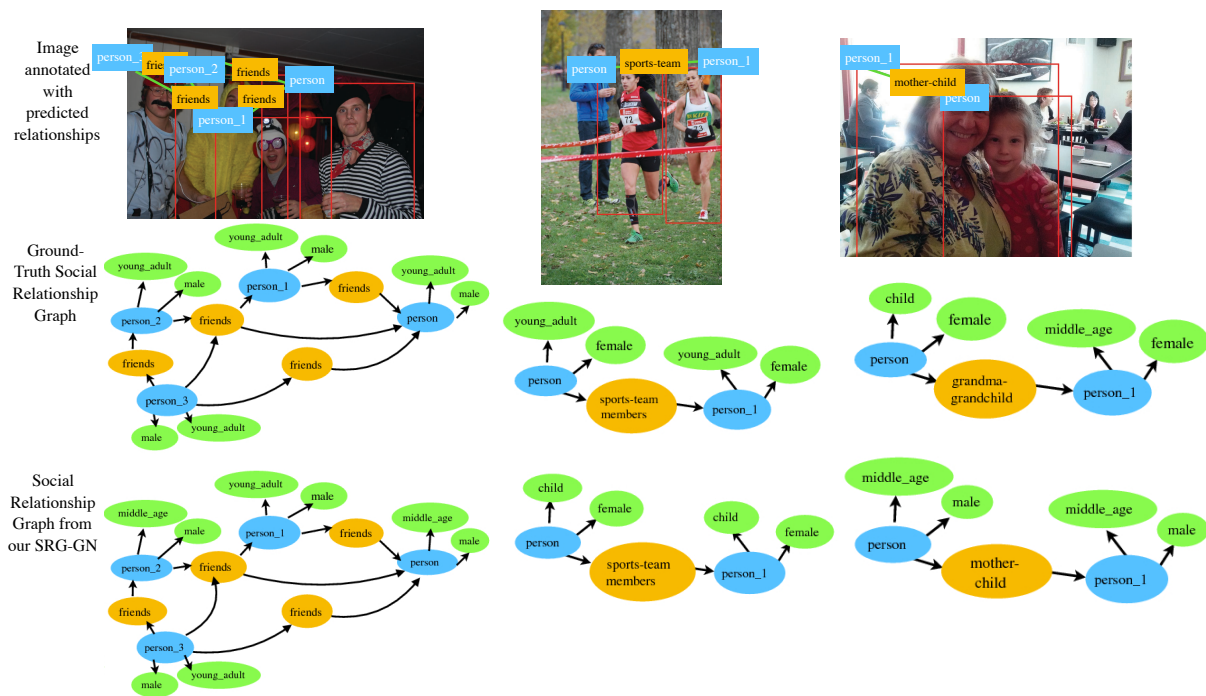 Image
annotated
with
predicted
relationships
person_
friends
person_2
friends
person
friends
friends
person_1
person
sports-team
person_1
72
73
person_1
mother-child
person
Ground-
Truth Social
Relationship
Graph
young_adult
male
young_adult
male
person_1
friends
young_adult
male
person_2
friends
person
friends
friends
person_3
male
young_adult
young_adult
female
person
sports-team
members
young_adult
female
person_1
child
female
person
grandma-
grandchild
middle_age
female
person_1
Social
Relationship
Graph from
our SRG-GN
young_adult
male
middle_age
male
person_1
friends
middle_age
male
person_2
friends
person
friends
friends
person_3
male
young_adult
child
female
person
sports-team
members
child
female
person_1
middle_age
male
person
mother-
child
middle_age
male
person_1